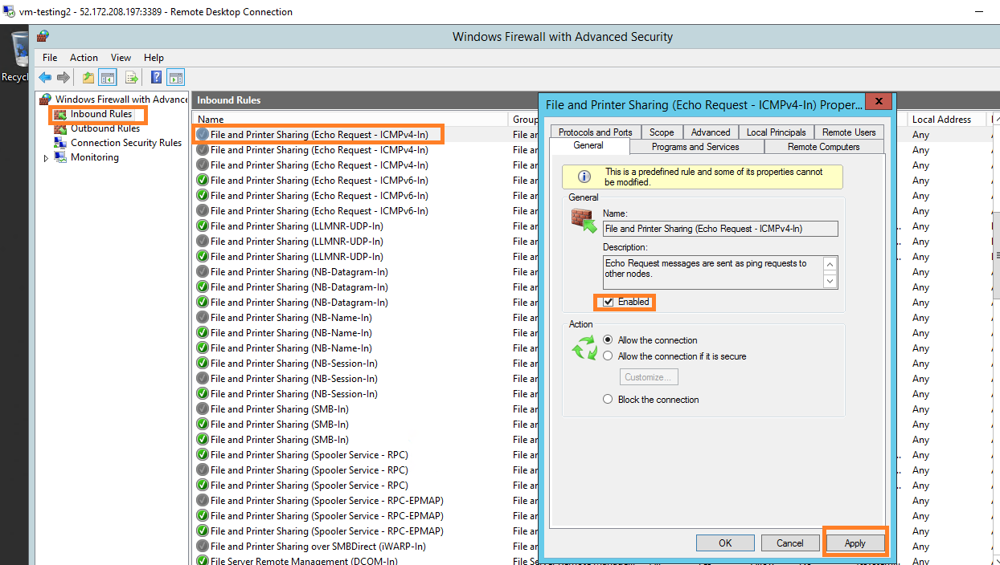 vm-testing2 - 52.172.208.197:3389 - Remote Desktop Connection
Windows Firewall with Advanced Security
Recycl
File Action View Help
Windows Firewall with Advance
Inbound Rules
Outbound Rules
Connection Security Rules
Monitoring
Inbound Rules
Name Group Local Address
File and Printer Sharing (Echo Request - ICMPv4-In) File ar Any
File and Printer Sharing (Echo Request - ICMPv4-In) File ar Any
File and Printer Sharing (Echo Request - ICMPv4-In) File ar Any
File and Printer Sharing (Echo Request - ICMPv6-In) File ar Any
File and Printer Sharing (Echo Request - ICMPv6-In) File ar Any
File and Printer Sharing (Echo Request - ICMPv6-In) File ar Any
File and Printer Sharing (LLMNR-UDP-In) File ar Any
File and Printer Sharing (LLMNR-UDP-In) File ar Any
File and Printer Sharing (LLMNR-UDP-In) File ar Any
File and Printer Sharing (NB-Datagram-In) File ar Any
File and Printer Sharing (NB-Datagram-In) File ar Any
File and Printer Sharing (NB-Datagram-In) File ar Any
File and Printer Sharing (NB-Name-In) File ar Any
File and Printer Sharing (NB-Name-In) File ar Any
File and Printer Sharing (NB-Name-In) File ar Any
File and Printer Sharing (NB-Session-In) File ar Any
File and Printer Sharing (NB-Session-In) File ar Any
File and Printer Sharing (NB-Session-In) File ar Any
File and Printer Sharing (SMB-In) File ar Any
File and Printer Sharing (SMB-In) File ar Any
File and Printer Sharing (SMB-In) File ar Any
File and Printer Sharing (Spooler Service - RPC) File ar Any
File and Printer Sharing (Spooler Service - RPC) File ar Any
File and Printer Sharing (Spooler Service - RPC) File ar Any
File and Printer Sharing (Spooler Service - RPC-EPMAP) File ar Any
File and Printer Sharing (Spooler Service - RPC-EPMAP) File ar Any
File and Printer Sharing (Spooler Service - RPC-EPMAP) File ar Any
File and Printer Sharing over SMBDirect (iWARP-In) File ar Any
File Server Remote Management (DCOM-In) Any
File and Printer Sharing (Echo Request - ICMPv4-In) Proper...
Protocols and Ports Scope Advanced Local Principals Remote Users
General Programs and Services Remote Computers
This is a predefined rule and some of its properties cannot
be modified.
General
Name:
File and Printer Sharing (Echo Request - ICMPv4-In)
Description:
Echo Request messages are sent as ping requests to
other nodes.
Enabled
Action
Allow the connection
Allow the connection if it is secure
Customize...
Block the connection
OK Cancel Apply